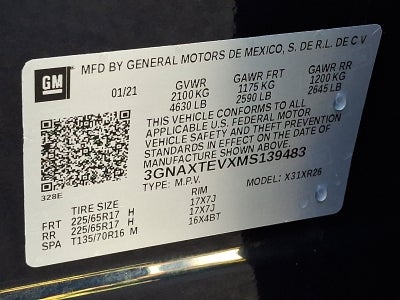 GM
MFD BY GENERAL MOTORS DE MEXICO, S. DE R.L. DE C V
01/21 GVWR GAWR FRT GAWR RR
2100 KG 1175 KG 1200 KG
4630 LB 2590 LB 2645 LB
THIS VEHICLE CONFORMS TO ALL
APPLICABLE U.S. FEDERAL MOTOR
VEHICLE SAFETY AND THEFT PREVENTION
STANDARDS IN EFFECT ON THE DATE OF
MANUFACTURE SHOWN ABOVE.
3GNAXTEVXMS139483
TYPE: M.P.V. MODEL: X31XR26
328E
TIRE SIZE RIM
FRT 225/65R17 H 17X7J
RR 225/65R17 H 17X7J
SPA T135/70R16 M 16X4BT